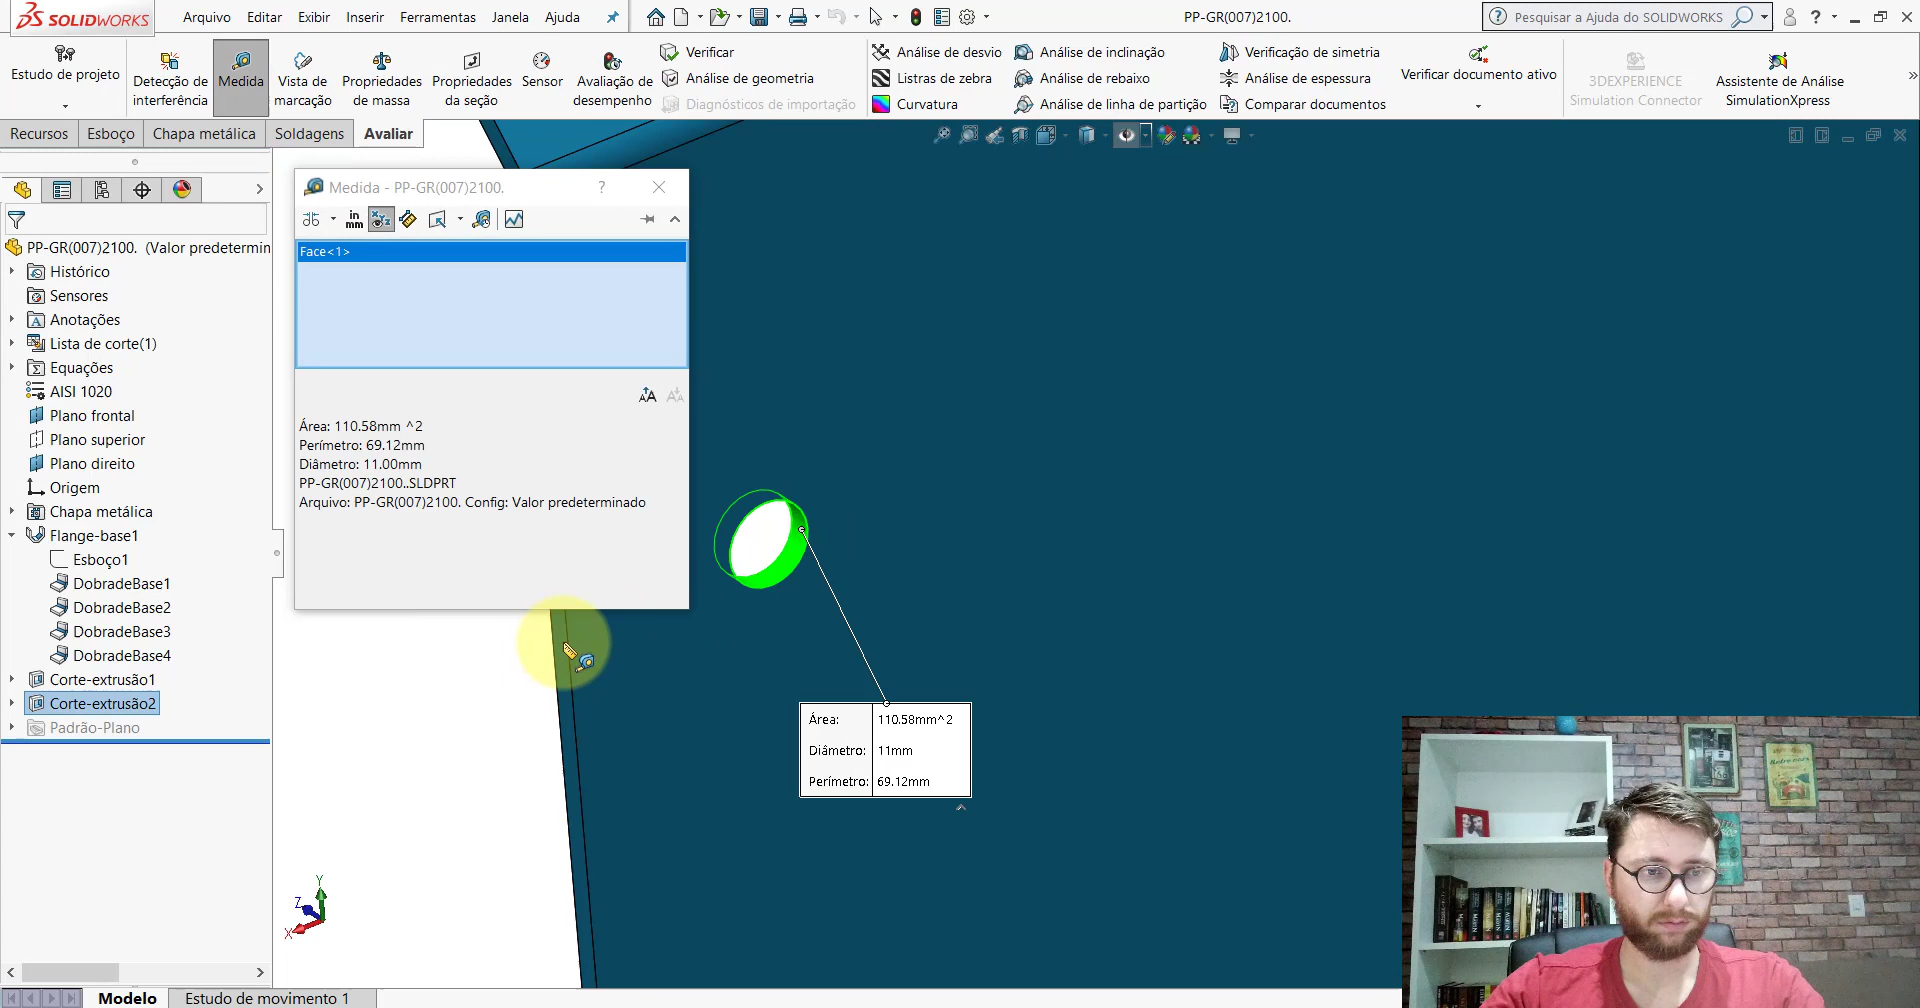 SOLIDWORKS
Arquivo Editar Exibir Inserir Ferramentas Janela Ajuda
PP-GR(007)2100.
Pesquisar a Ajuda do SOLIDWORKS
Estudo de projeto
Detecção de interferência
Medida
Vista de marcação
Propriedades de massa
Propriedades da seção
Sensor
Avaliação de desempenho
Verificar
Análise de geometria
Diagnósticos de importação
Análise de desvio
Listras de zebra
Curvatura
Análise de inclinação
Análise de rebaixo
Análise de linha de partição
Verificação de simetria
Análise de espessura
Comparar documentos
Verificar documento ativo
3DEXPERIENCE Simulation Connector
Assistente de Análise SimulationXpress
Recursos Esboço Chapa metálica Soldagens Avaliar
PP-GR(007)2100. (Valor predetermin
Histórico
Sensores
Anotações
Lista de corte(1)
Equações
AISI 1020
Plano frontal
Plano superior
Plano direito
Origem
Chapa metálica
Flange-base1
Esboço1
DobradeBase1
DobradeBase2
DobradeBase3
DobradeBase4
Corte-extrusão1
Corte-extrusão2
Padrão-Plano
Medida - PP-GR(007)2100.
in
mm
Face<1>
Área: 110.58mm ^2
Perímetro: 69.12mm
Diâmetro: 11.00mm
PP-GR(007)2100..SLDPRT
Arquivo: PP-GR(007)2100. Config: Valor predeterminado
Área: 110.58mm^2
Diámetro: 11mm
Perímetro: 69.12mm
Y
Z
X
Modelo Estudo de movimento 1